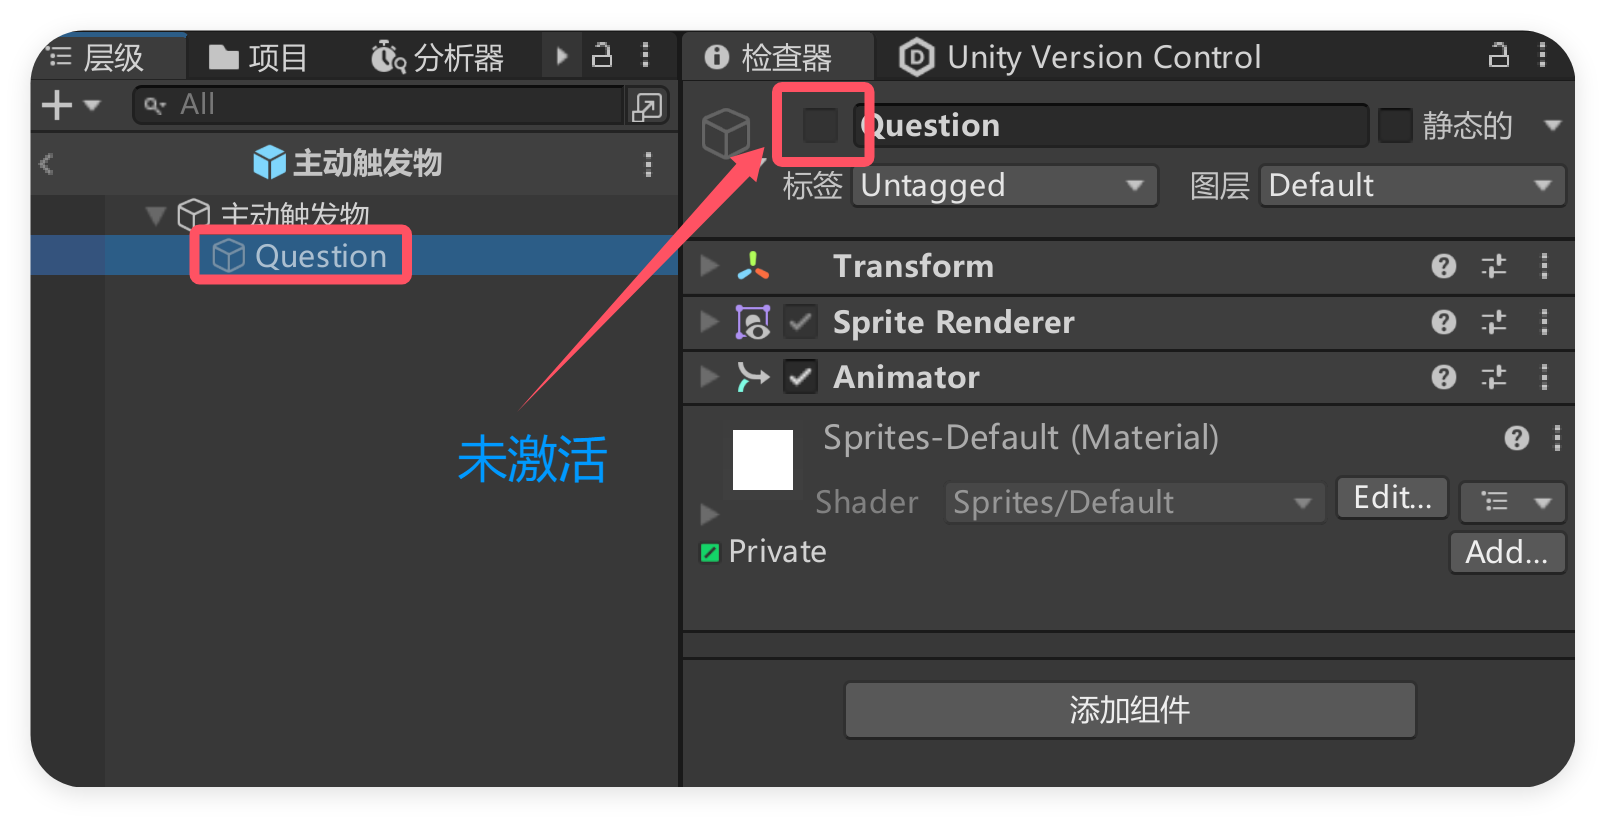 层级 项目 分析器
All
主动触发物
主动触发物
Question
未激活
检查器 Unity Version Control
Question 静态的
标签 Untagged 图层 Default
Transform
Sprite Renderer
Animator
Sprites-Default (Material)
Shader Sprites/Default Edit...
Private Add...
添加组件